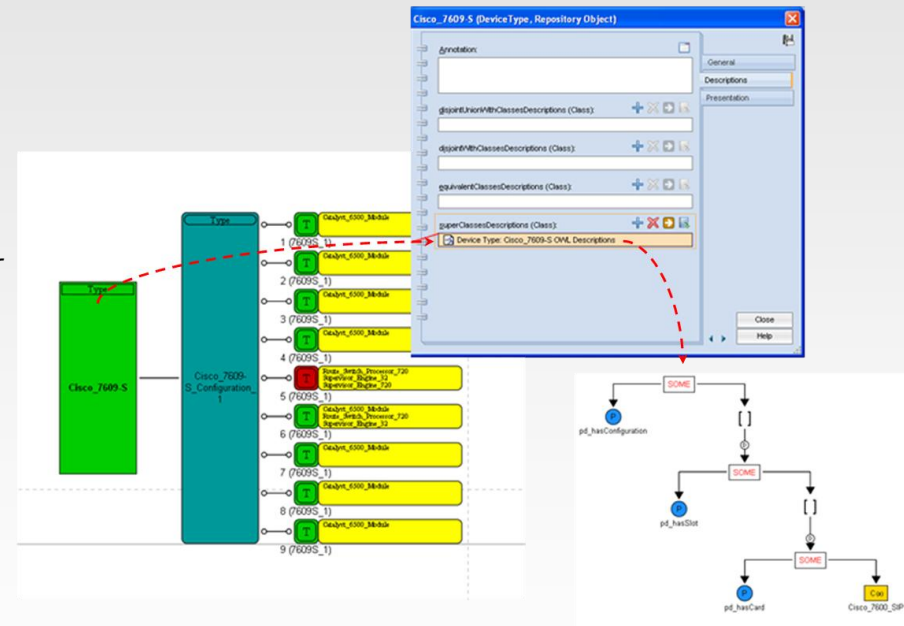 Cisco_7609-S (DeviceType, Repository Object)
Annotation:
General
Descriptions
Presentation
disjointUnionWithClassesDescriptions (Class):
disjointWithClassesDescriptions (Class):
equivalentClassesDescriptions (Class):
superClassesDescriptions (Class):
Device Type: Cisco_7609-S OWL Descriptions
Close
Help
Type
Cisco_7609-S
Type
Cisco_7609-
S_Configuration_
1
T
Catalyst_6500_Module
1 (7609S_1)
T
Catalyst_6500_Module
2 (7609S_1)
T
Catalyst_6500_Module
3 (7609S_1)
T
Catalyst_6500_Module
4 (7609S_1)
T
Route_Switch_Processor_720
Supervisor_Engine_32
Supervisor_Engine_720
5 (7609S_1)
T
Catalyst_6500_Module
Route_Switch_Processor_720
Supervisor_Engine_32
6 (7609S_1)
T
Catalyst_6500_Module
7 (7609S_1)
T
Catalyst_6500_Module
8 (7609S_1)
T
Catalyst_6500_Module
9 (7609S_1)
SOME
P
pd_hasConfiguration
[ ]
P
SOME
P
pd_hasSlot
[ ]
P
SOME
P
pd_hasCard
Cisco_7600_SIP